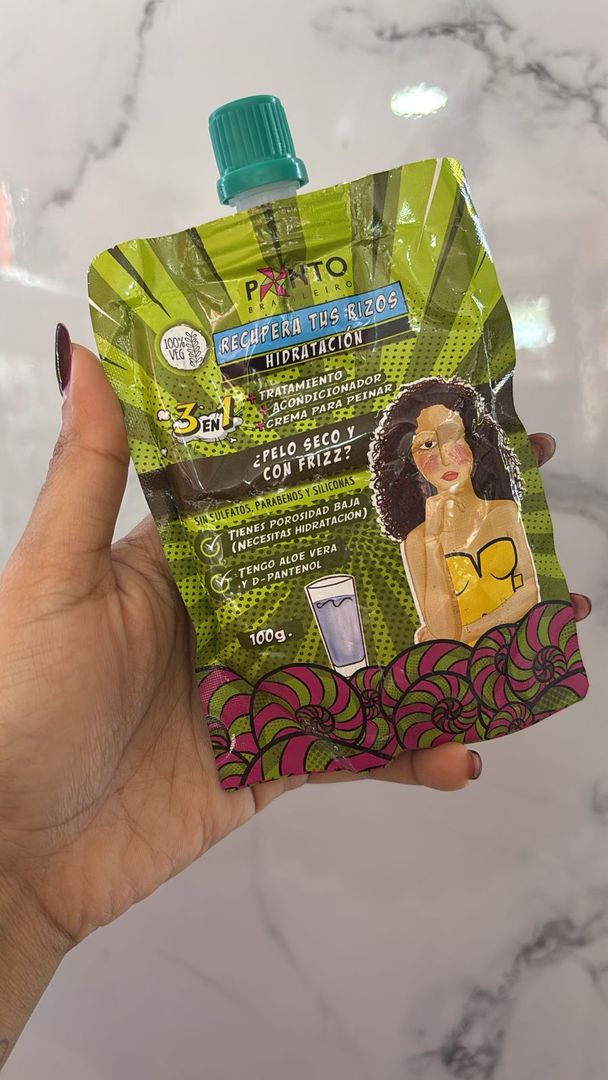 PONTO
BRASILEIRO
RECUPERA TUS RIZOS
HIDRATACIÓN
100%
VEG
3 EN 1
+ TRATAMIENTO
+ ACONDICIONADOR
+ CREMA PARA PEINAR
¿PELO SECO Y
CON FRIZZ?
SIN SULFATOS, PARABENOS Y SILICONAS
TIENES POROSIDAD BAJA
(NECESITAS HIDRATACIÓN)
TENGO ALOE VERA
Y D-PANTENOL
100g.